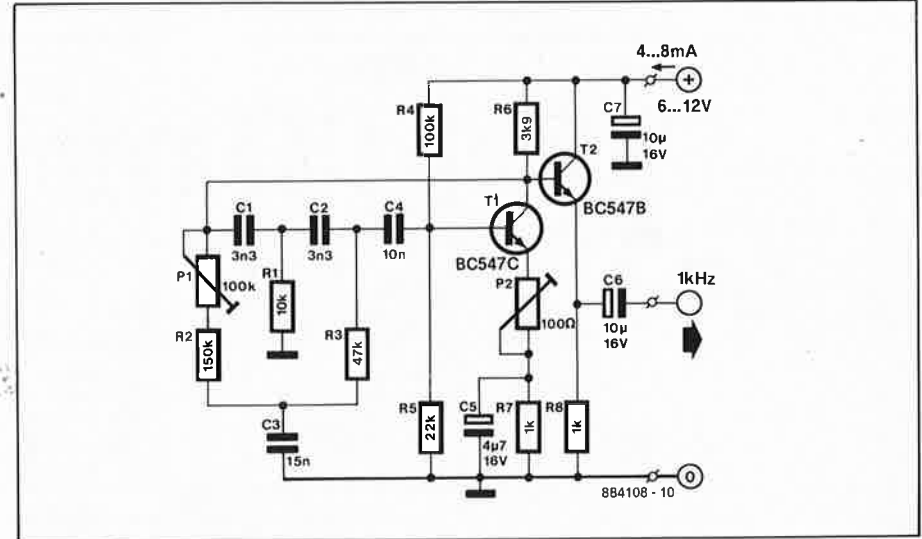 4...8mA
+
6...12V
R4
100k
R6
3k9
C7
10µ
16V
T2
BC547B
T1
BC547C
C1
3n3
C2
3n3
C4
10n
P1
100k
R1
10k
R2
150k
R3
47k
P2
100Ω
C6
10µ
16V
1kHz
C3
15n
R5
22k
C5
4µ7
16V
R7
1k
R8
1k
884108 - 10
0